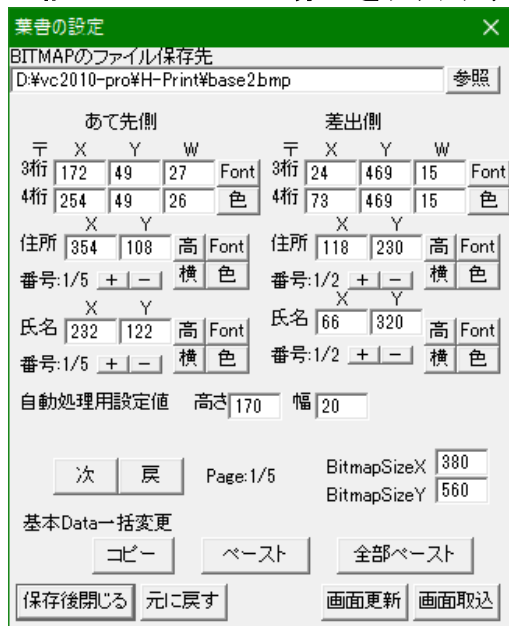 葉書の設定 ×
BITMAPのファイル保存先
D:¥vc2010-pro¥H-Print¥base2.bmp 参照
あて先側 差出側
〒 X Y W 〒 X Y W
3桁 172 49 27 Font 3桁 24 469 15 Font
4桁 254 49 26 色 4桁 73 469 15 色
X Y X Y
住所 354 108 高 Font 住所 118 230 高 Font
番号:1/5 + - 横 色 番号:1/2 + - 横 色
X Y X Y
氏名 232 122 高 Font 氏名 66 320 高 Font
番号:1/5 + - 横 色 番号:1/2 + - 横 色
自動処理用設定値 高さ 170 幅 20
次 戻 Page:1/5 BitmapSizeX 380
BitmapSizeY 560
基本Data一括変更
コピー ペースト 全部ペースト
保存後閉じる 元に戻す 画面更新 画面取込